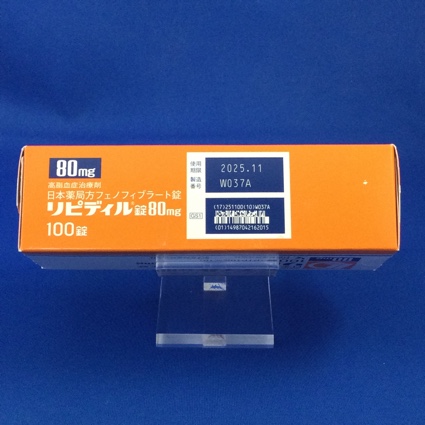 80mg
高脂血症治療剤
日本薬局方フェノフィブラート錠
リピディル錠80mg
100錠
使用
期限
2025.11
製造
番号
W037A
GS1
(17)251100(10)W037A
(01)14987042162015